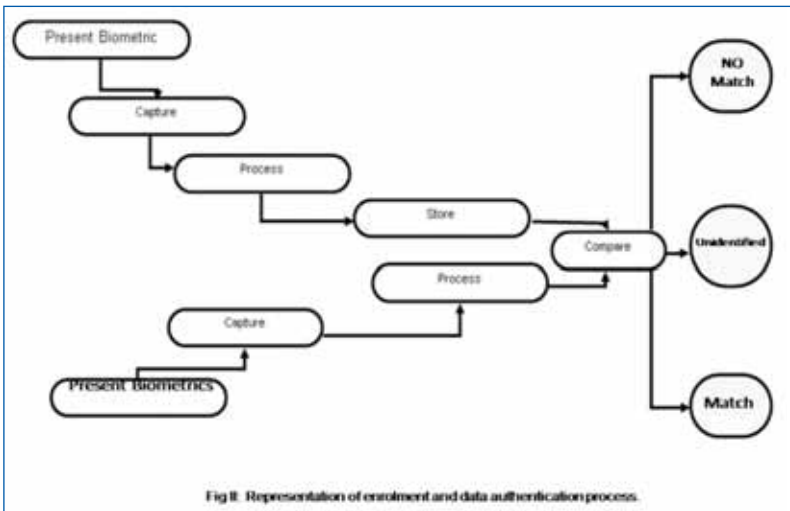 Present Biometric
Capture
Process
Store
Compare
Process
Capture
Present Biometrics
NO
Match
Unidentified
Match
Fig II: Representation of enrolment and data authentication process.